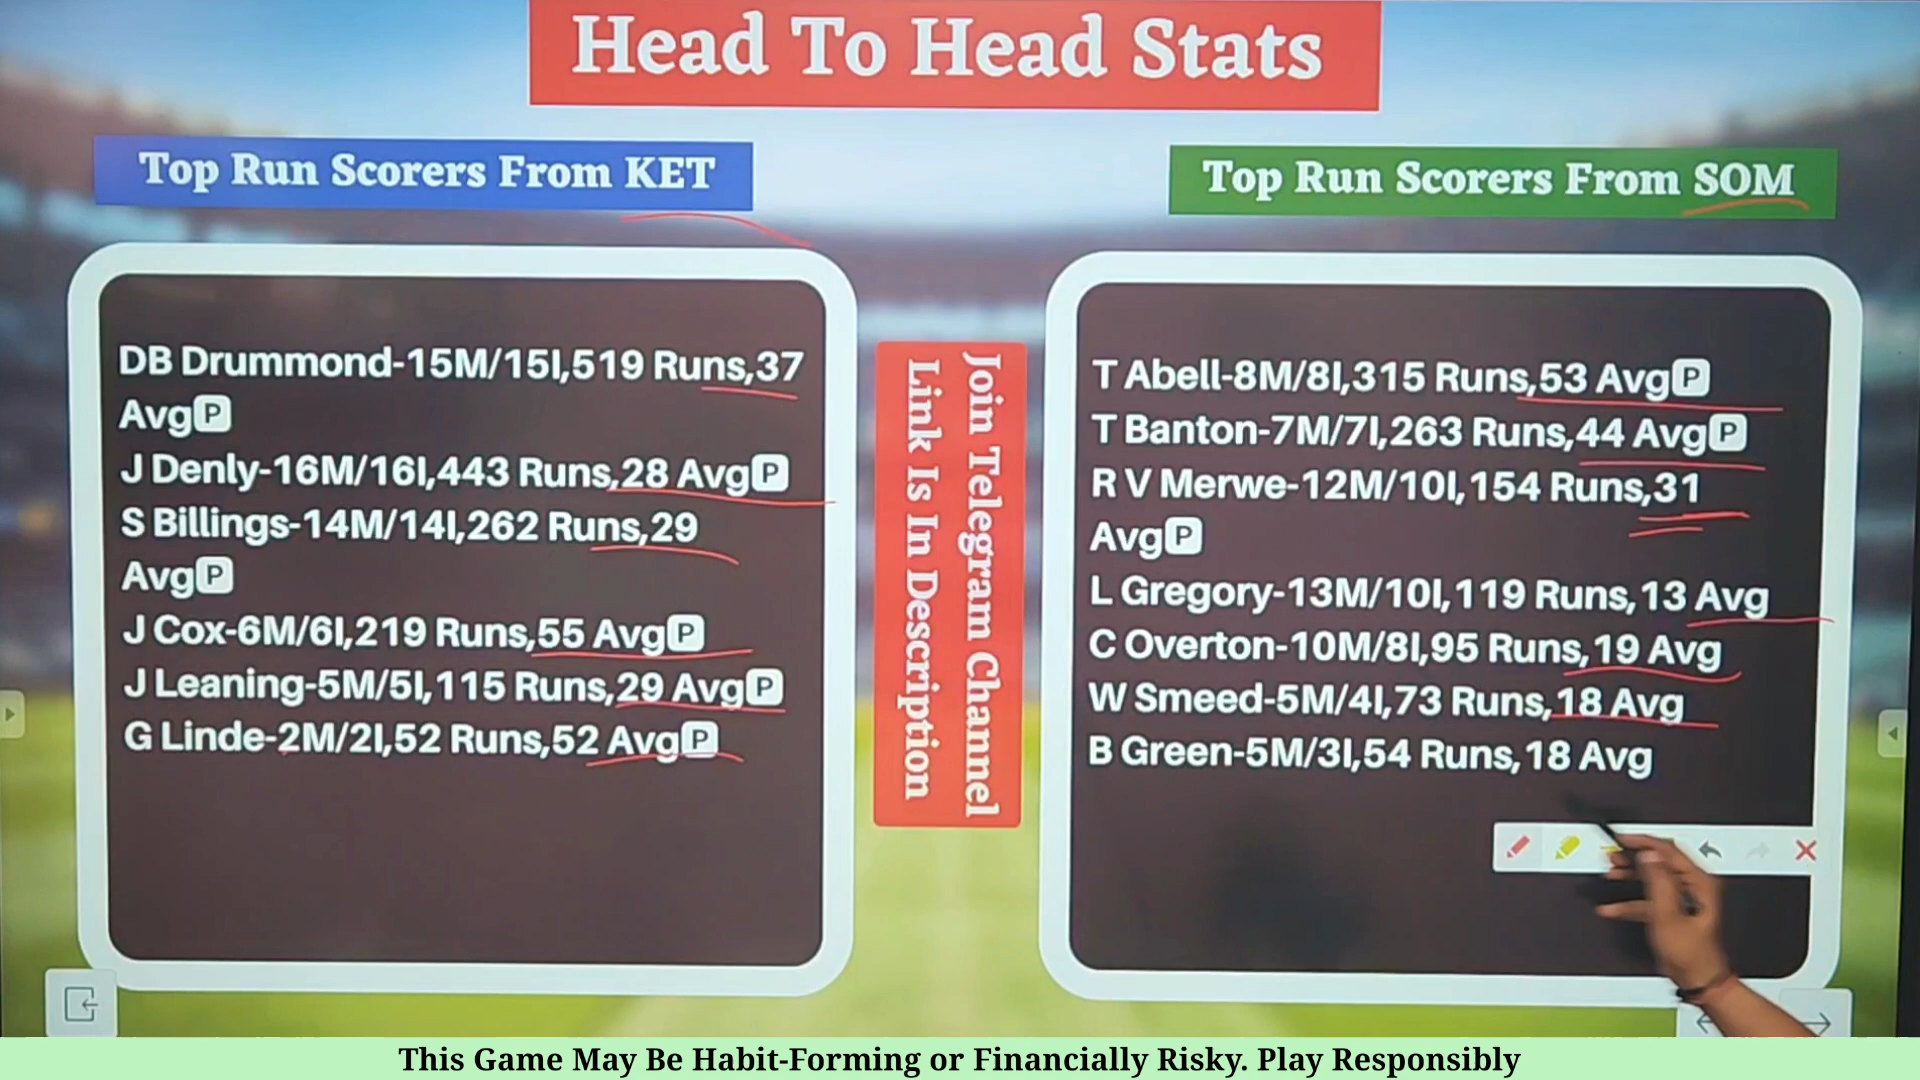 Head To Head Stats
Top Run Scorers From KET
DB Drummond-15M/15I,519 Runs,37
Avg🅿
J Denly-16M/16I,443 Runs,28 Avg🅿
S Billings-14M/14I,262 Runs,29
Avg🅿
J Cox-6M/6I,219 Runs,55 Avg🅿
J Leaning-5M/5I,115 Runs,29 Avg🅿
G Linde-2M/2I,52 Runs,52 Avg🅿
Join Telegram Channel
Link Is In Description
Top Run Scorers From SOM
T Abell-8M/8I,315 Runs,53 Avg🅿
T Banton-7M/7I,263 Runs,44 Avg🅿
R V Merwe-12M/10I,154 Runs,31
Avg🅿
L Gregory-13M/10I,119 Runs,13 Avg
C Overton-10M/8I,95 Runs,19 Avg
W Smeed-5M/4I,73 Runs,18 Avg
B Green-5M/3I,54 Runs,18 Avg
This Game May Be Habit-Forming or Financially Risky. Play Responsibly